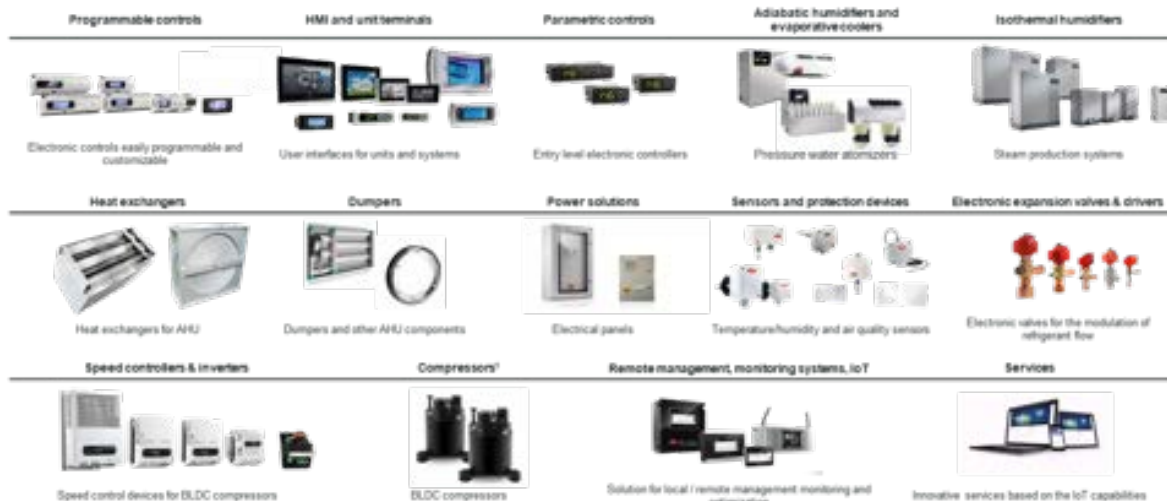 Programmable controls
HMI and unit terminals
Parametric controls
Adiabatic humidifiers and
evaporative coolers
Isothermal humidifiers
Electronic controls easily programmable and
customizable
User interfaces for units and systems
Entry level electronic controllers
Pressure water atomizers
Steam production systems
Heat exchangers
Dumpers
Power solutions
Sensors and protection devices
Electronic expansion valves & drivers
Heat exchangers for AHU
Dumpers and other AHU components
Electrical panels
Temperature/humidity and air quality sensors
Electronic valves for the modulation of
refrigerant flow
Speed controllers & inverters
Compressors¹
Remote management, monitoring systems, IoT
Services
Speed control devices for BLDC compressors
BLDC compressors
Solution for local / remote management monitoring and
Innovative services based on the IoT capabilities